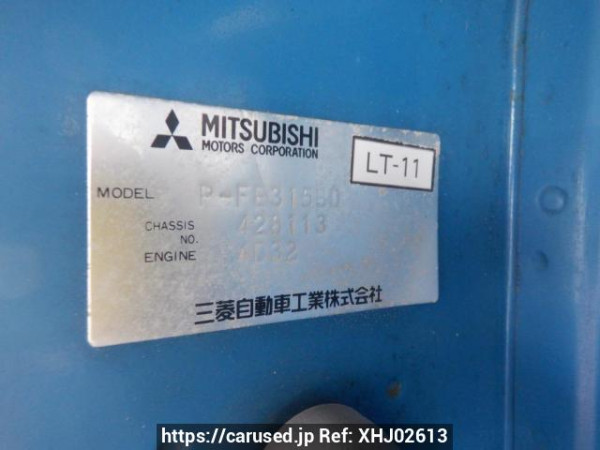 MITSUBISHI
MOTORS CORPORATION
LT-11
MODEL
CHASSIS NO. 428113
ENGINE 4D32
三菱自動車工業株式会社
https://carused.jp Ref: XHJ02613